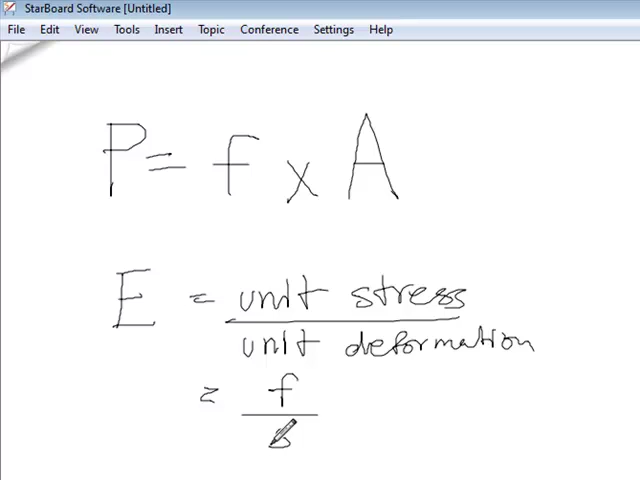 StarBoard Software [Untitled]
File Edit View Tools Insert Topic Conference Settings Help
P = f x A
E = unit stress
unit deformation
= f